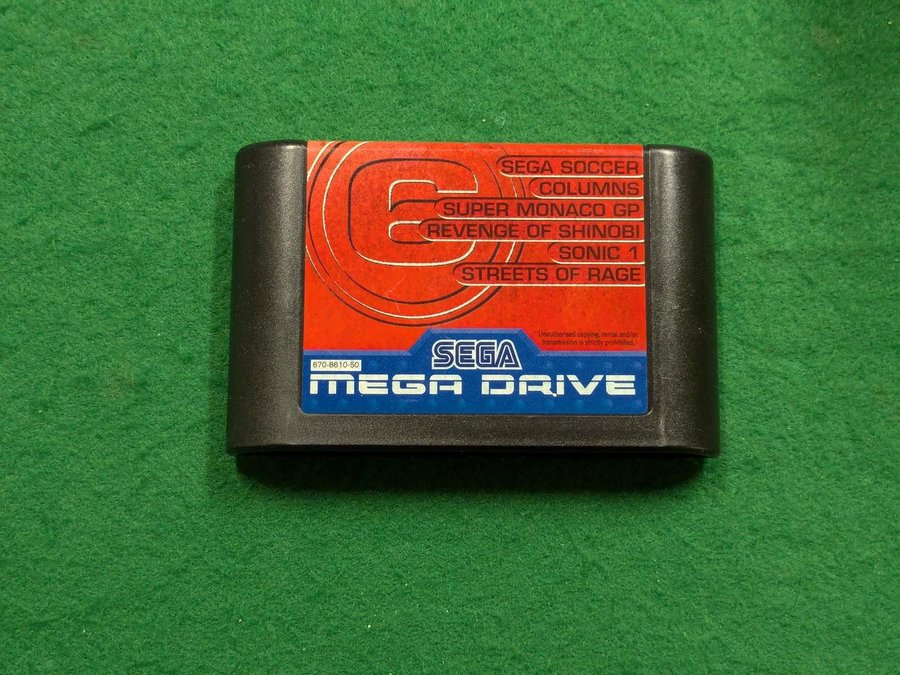 6
SEGA SOCCER
COLUMNS
SUPER MONACO GP
REVENGE OF SHINOBI
SONIC 1
STREETS OF RAGE
Unauthorised copying, rental and/or
transmission is strictly prohibited.
SEGA
670-8610-50
MEGA DRIVE